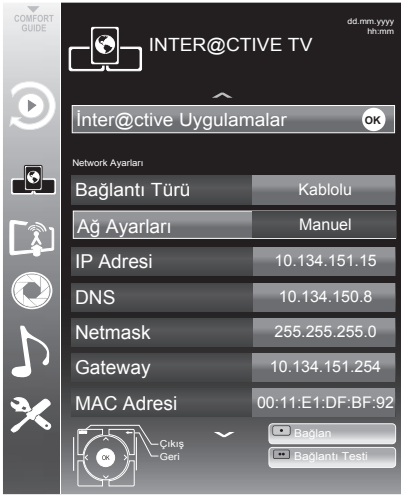 COMFORT
GUIDE
INTER@CTIVE TV
dd.mm.yyyy
hh:mm
İnter@ctive Uygulamalar OK
Network Ayarları
Bağlantı Türü Kablolu
Ağ Ayarları Manuel
IP Adresi 10.134.151.15
DNS 10.134.150.8
Netmask 255.255.255.0
Gateway 10.134.151.254
MAC Adresi 00:11:E1:DF:BF:92
OK
Çıkış
Geri
Bağlan
Bağlantı Testi